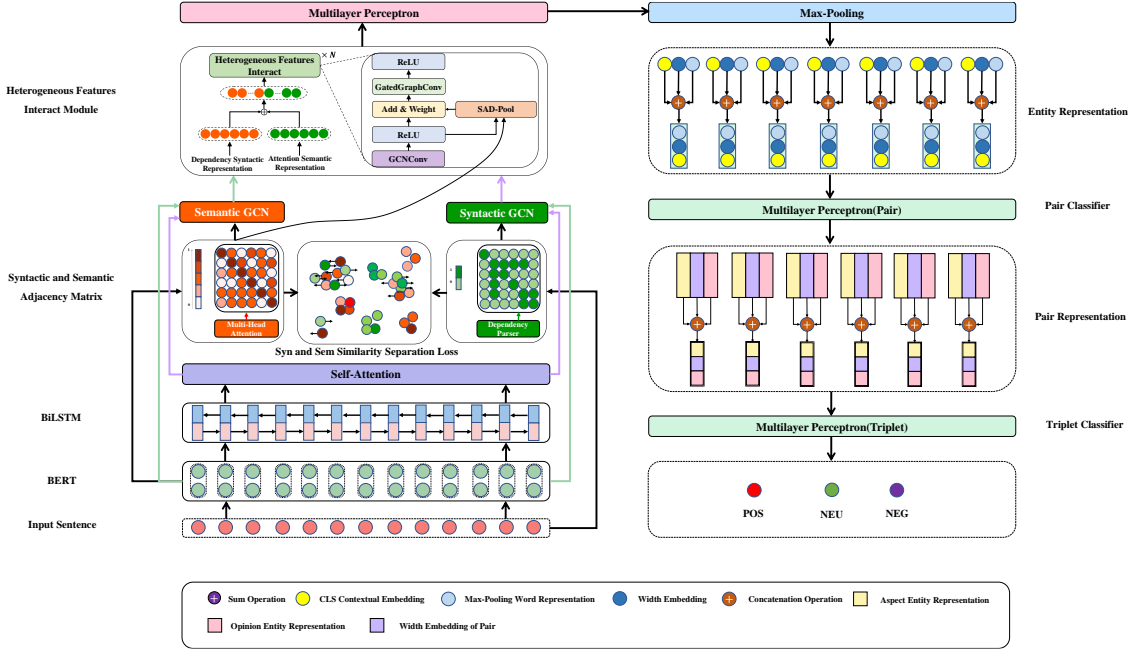 Multilayer Perceptron
Max-Pooling
Heterogeneous Features
Interact Module
Heterogeneous Features
Interact
× N
ReLU
GatedGraphConv
Add & Weight
SAD-Pool
ReLU
GCNConv
Dependency Syntactic
Representation
Attention Semantic
Representation
Entity Representation
Semantic GCN
Syntactic GCN
Multilayer Perceptron(Pair)
Pair Classifier
Syntactic and Semantic
Adjacency Matrix
Multi-Head
Attention
Dependency
Parser
Syn and Sem Similarity Separation Loss
Pair Representation
Self-Attention
BiLSTM
Multilayer Perceptron(Triplet)
Triplet Classifier
BERT
Input Sentence
POS
NEU
NEG
Sum Operation
CLS Contextual Embedding
Max-Pooling Word Representation
Width Embedding
Concatenation Operation
Aspect Entity Representation
Opinion Entity Representation
Width Embedding of Pair